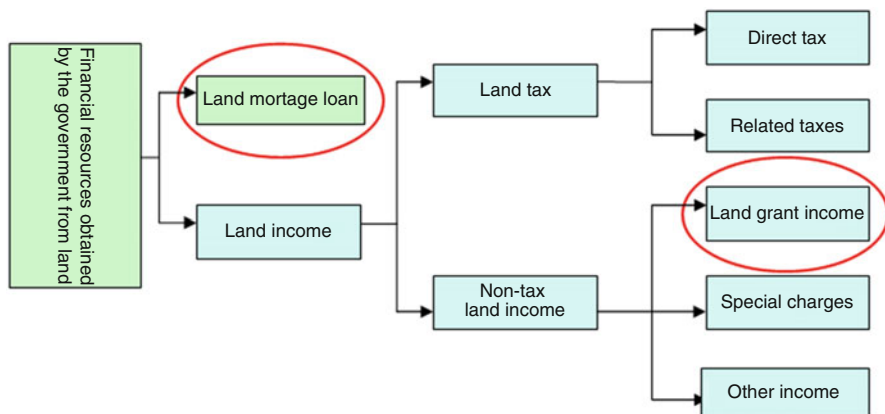 Financial resources obtained
by the government from land
Land mortage loan
Land income
Land tax
Non-tax
land income
Direct tax
Related taxes
Land grant income
Special charges
Other income